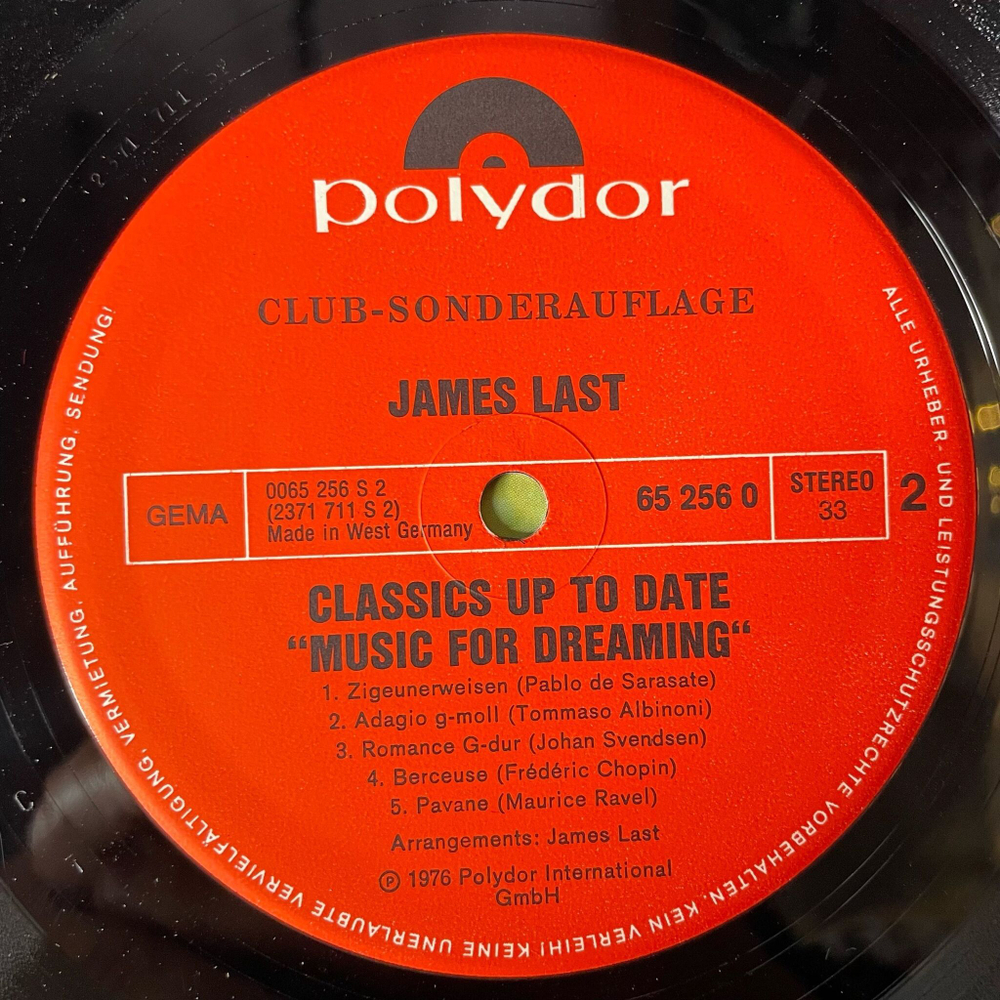 polydor
CLUB-SONDERAUFLAGE
JAMES LAST
GEMA
0065 256 S 2
(2371 711 S 2)
Made in West Germany
65 256 0
STEREO
33
2
CLASSICS UP TO DATE
“MUSIC FOR DREAMING“
1. Zigeunerweisen (Pablo de Sarasate)
2. Adagio g-moll (Tommaso Albinoni)
3. Romance G-dur (Johan Svendsen)
4. Berceuse (Frédéric Chopin)
5. Pavane (Maurice Ravel)
Arrangements: James Last
Ⓟ 1976 Polydor International
GmbH
ALLE URHEBER- UND LEISTUNGSSCHUTZRECHTE VORBEHALTEN. KEIN VERLEIH! KEINE UNERLAUBTE VERVIELFÄLTIGUNG, VERMIETUNG, AUFFÜHRUNG, SENDUNG!